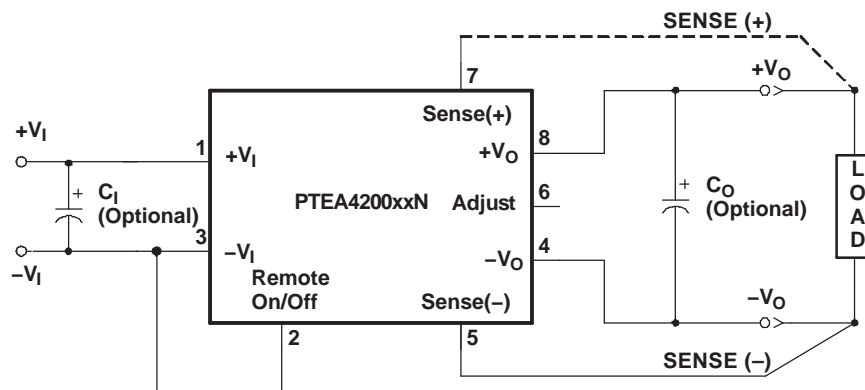 SENSE (+)
7
+VO
Sense(+)
8
+VI
1
+VI
+VO
L
O
A
D
+
CI
(Optional)
PTEA4200xxN
Adjust
6
+
CO
(Optional)
3
4
–VI
–VI
–VO
Remote
On/Off
–VO
Sense(–)
2
5
SENSE (–)